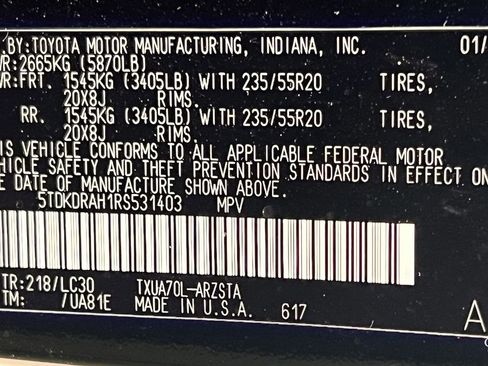 .BY:TOYOTA MOTOR MANUFACTURING, INDIANA, INC. 01/
VR:2665KG (5870LB)
VR:FRT. 1545KG (3405LB) WITH 235/55R20 TIRES,
20X8J RIMS.
RR. 1545KG (3405LB) WITH 235/55R20 TIRES,
20X8J RIMS.
IS VEHICLE CONFORMS TO ALL APPLICABLE FEDERAL MOTOR
EHICLE SAFETY AND THEFT PREVENTION STANDARDS IN EFFECT ON
E DATE OF MANUFACTURE SHOWN ABOVE.
5TDKDRAH1RS531403 MPV
TR:218/LC30 TXUA70L-ARZSTA
TM: /UA81E MADE IN U.S.A. 617 A